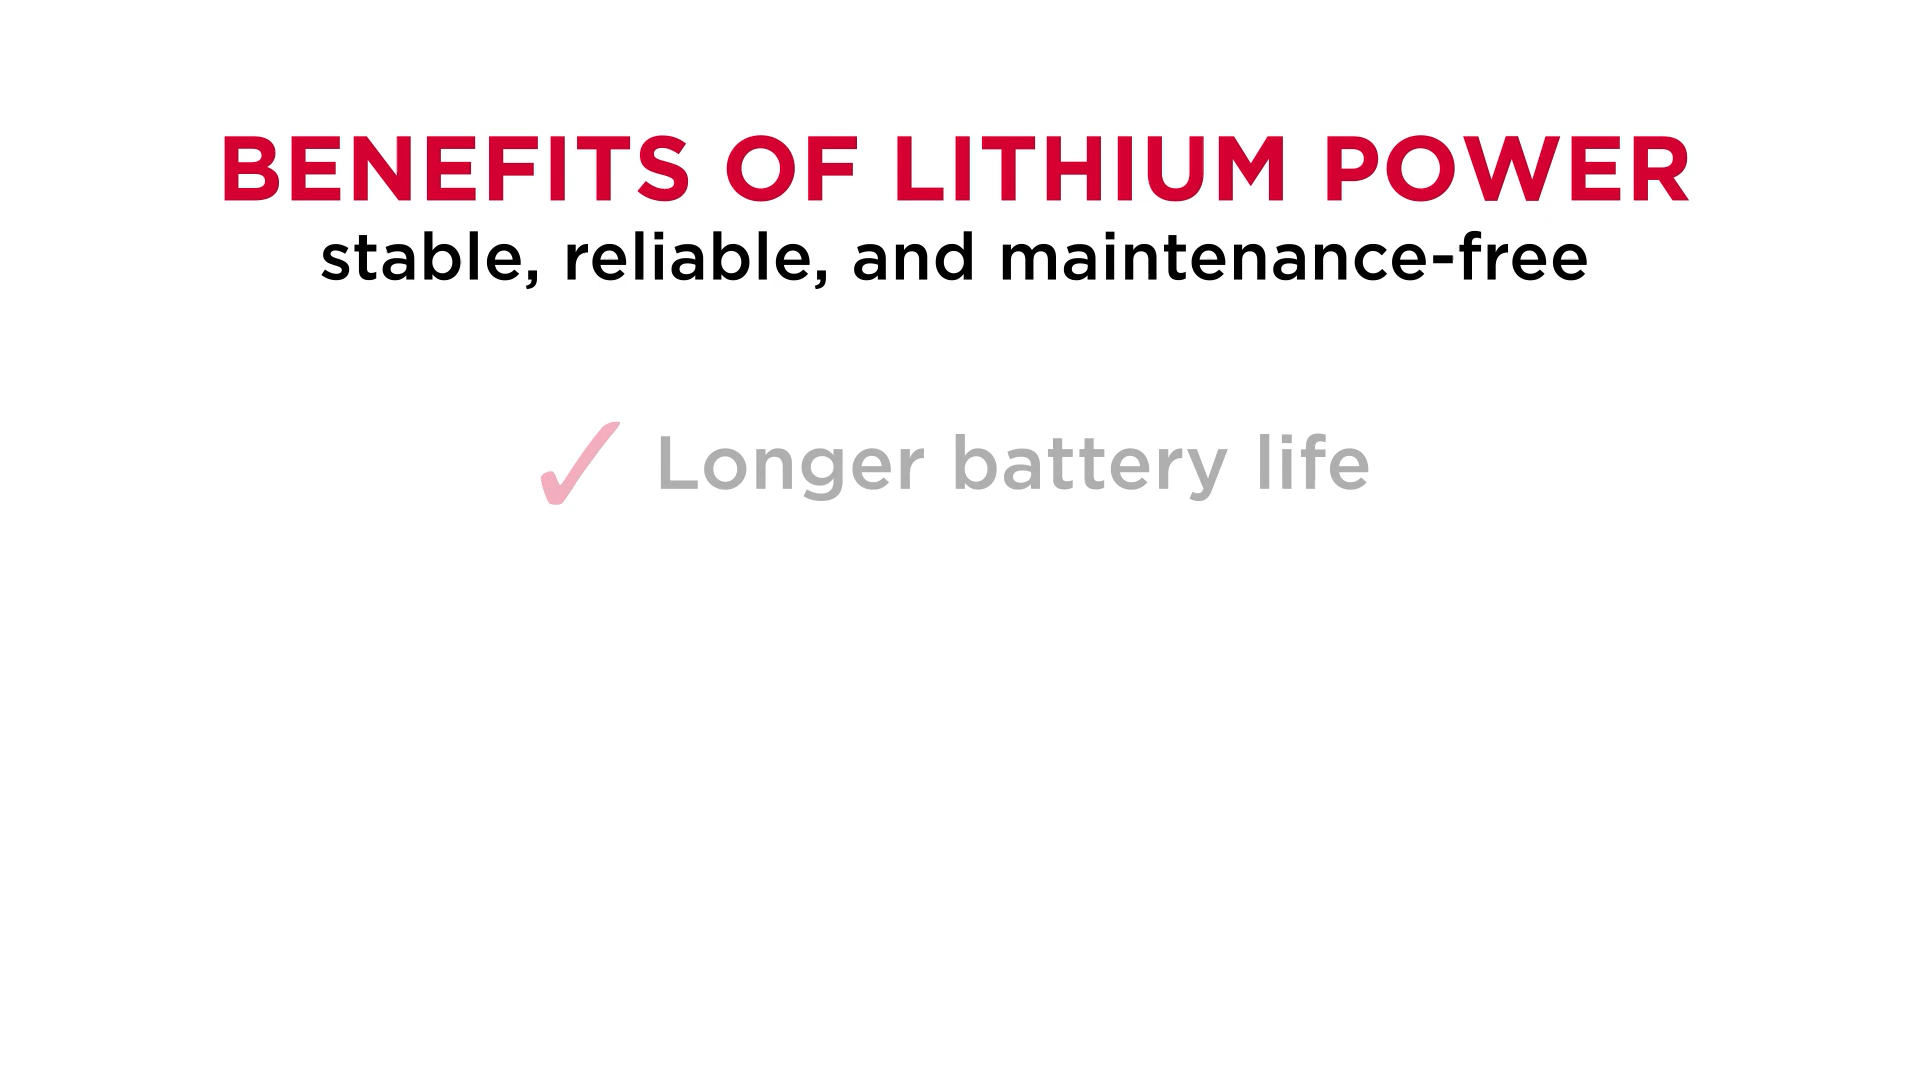 BENEFITS OF LITHIUM POWER
stable, reliable, and maintenance-free
✓ Longer battery life